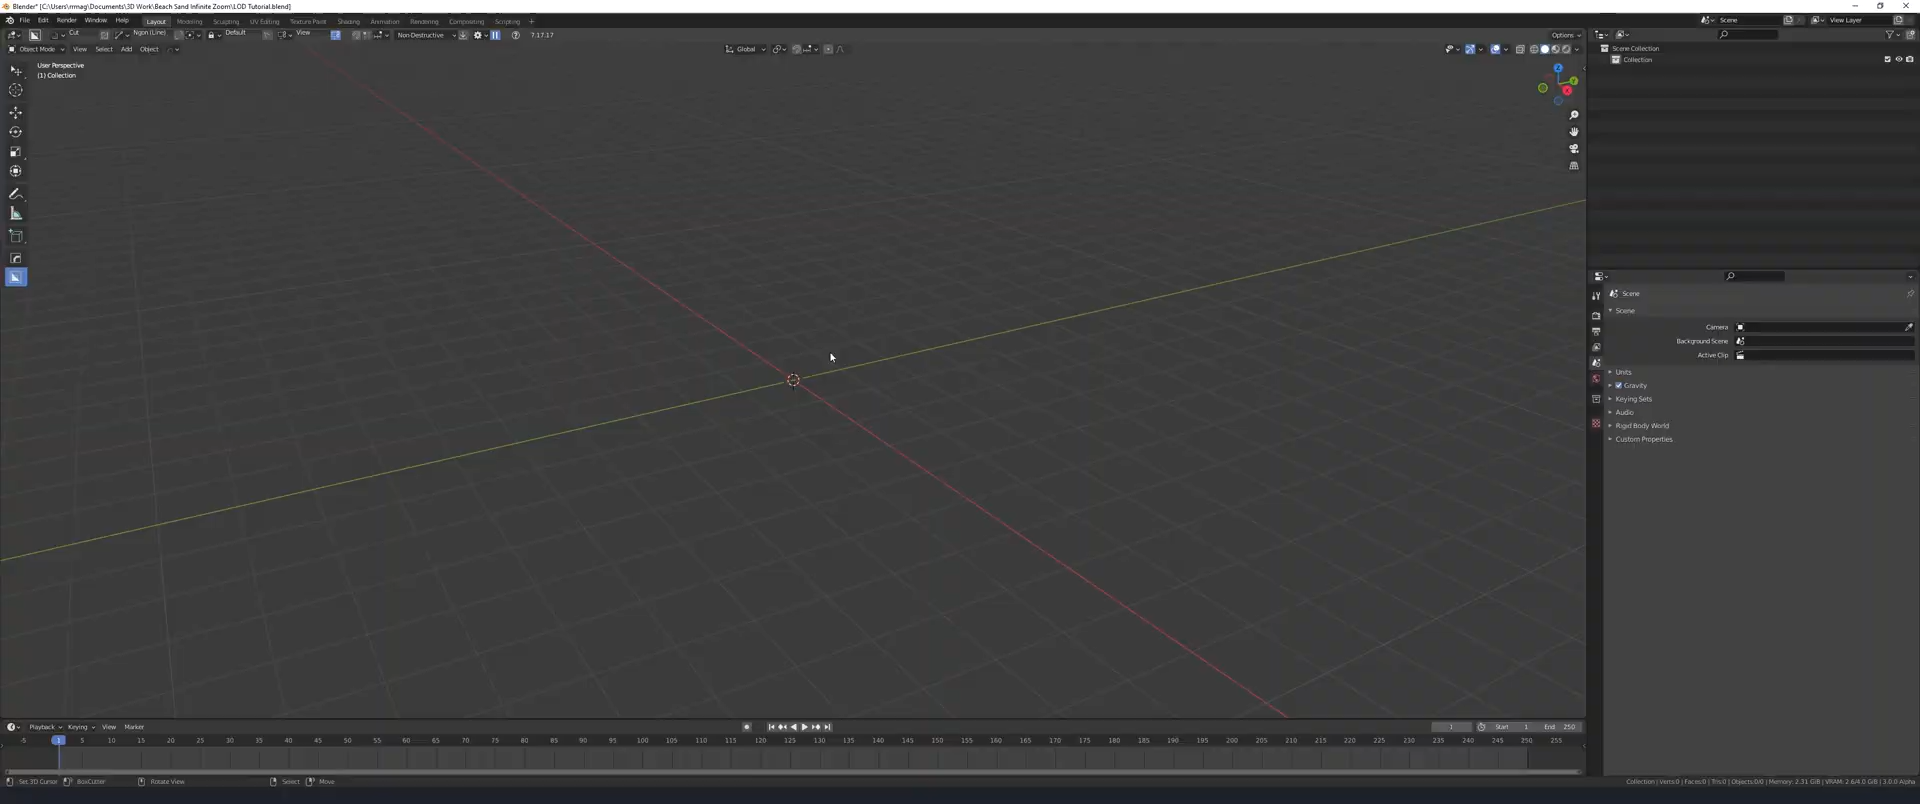 Blender* [C:\Users\rrmag\Documents\3D Work\Beach Sand Infinite Zoom\LOD Tutorial.blend]
File Edit Render Window Help Layout Modeling Sculpting UV Editing Texture Paint Shading Animation Rendering Compositing Scripting + Scene View Layer
Cut Ngon (Line) Default View Non-Destructive 7.17.17 Options
Object Mode View Select Add Object Global
User Perspective
(1) Collection
Scene Collection
Collection
Z
Y
X
Scene
Scene
Camera
Background Scene
Active Clip
Units
Gravity
Keying Sets
Audio
Rigid Body World
Custom Properties
Playback Keying View Marker 1 Start 1 End 250
-5 1 5 10 15 20 25 30 35 40 45 50 55 60 65 70 75 80 85 90 95 100 105 110 115 120 125 130 135 140 145 150 155 160 165 170 175 180 185 190 195 200 205 210 215 220 225 230 235 240 245 250 255
Set 3D Cursor BoxCutter Rotate View Select Move Collection | Verts:0 | Faces:0 | Tris:0 | Objects:0/0 | Memory: 2.31 GiB | VRAM: 2.6/4.0 GiB | 3.0.0 Alpha